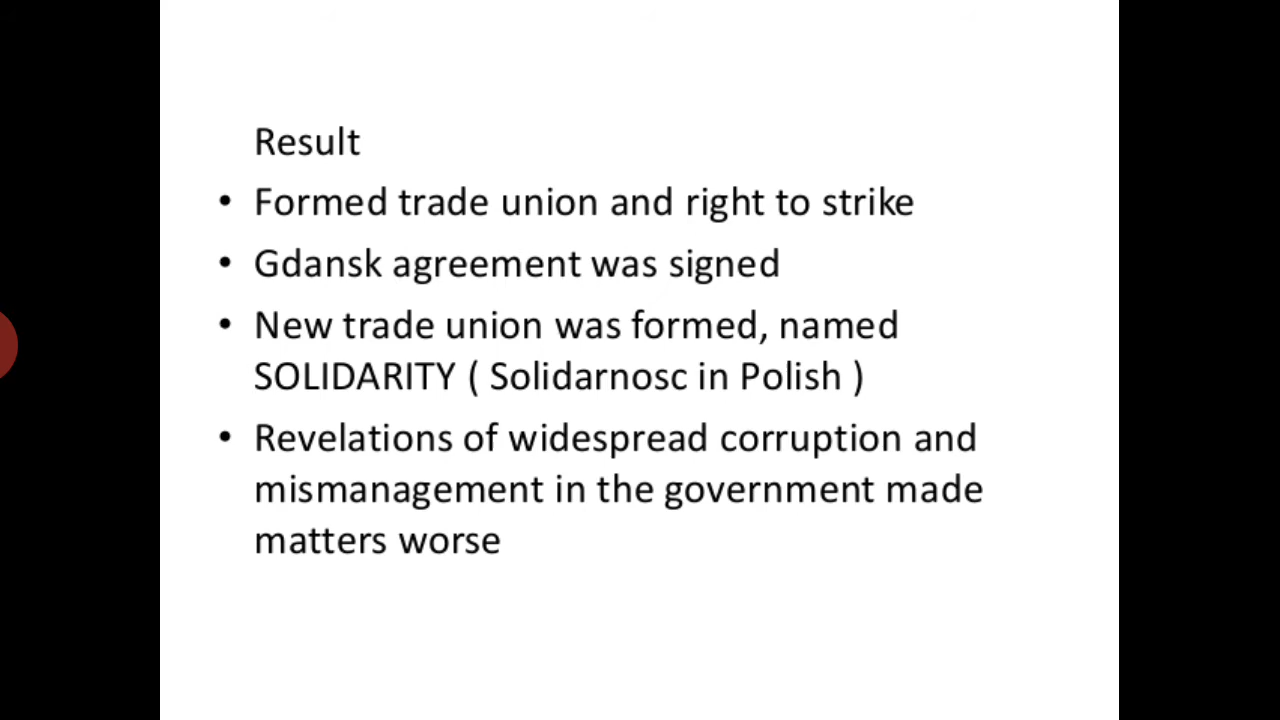 Result
• Formed trade union and right to strike
• Gdansk agreement was signed
• New trade union was formed, named
SOLIDARITY ( Solidarnosc in Polish )
• Revelations of widespread corruption and
mismanagement in the government made
matters worse